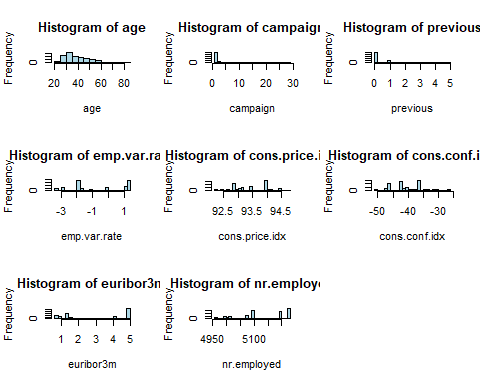 Histogram of age
Frequency
0
20 40 60 80
age
Histogram of campaign
Frequency
0
0 10 20 30
campaign
Histogram of previous
Frequency
0
0 1 2 3 4 5
previous
Histogram of emp.var.ra
Frequency
0
-3 -1 1
emp.var.rate
Histogram of cons.price.i
Frequency
0
92.5 93.5 94.5
cons.price.idx
Histogram of cons.conf.i
Frequency
0
-50 -40 -30
cons.conf.idx
Histogram of euribor3n
Frequency
0
1 2 3 4 5
euribor3m
Histogram of nr.employe
Frequency
0
4950 5100
nr.employed